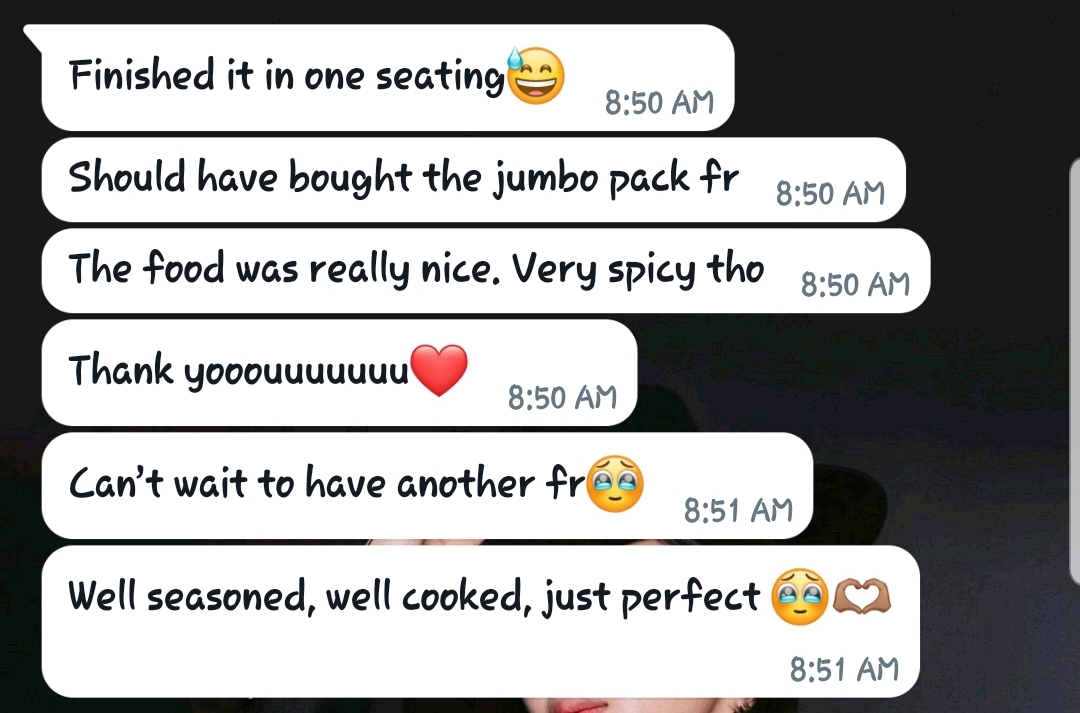 Finished it in one seating😅 8:50 AM
Should have bought the jumbo pack fr 8:50 AM
The food was really nice. Very spicy tho 8:50 AM
Thank yooouuuuuuu❤️ 8:50 AM
Can't wait to have another fr🥹 8:51 AM
Well seasoned, well cooked, just perfect 🥹🫶🏽
8:51 AM